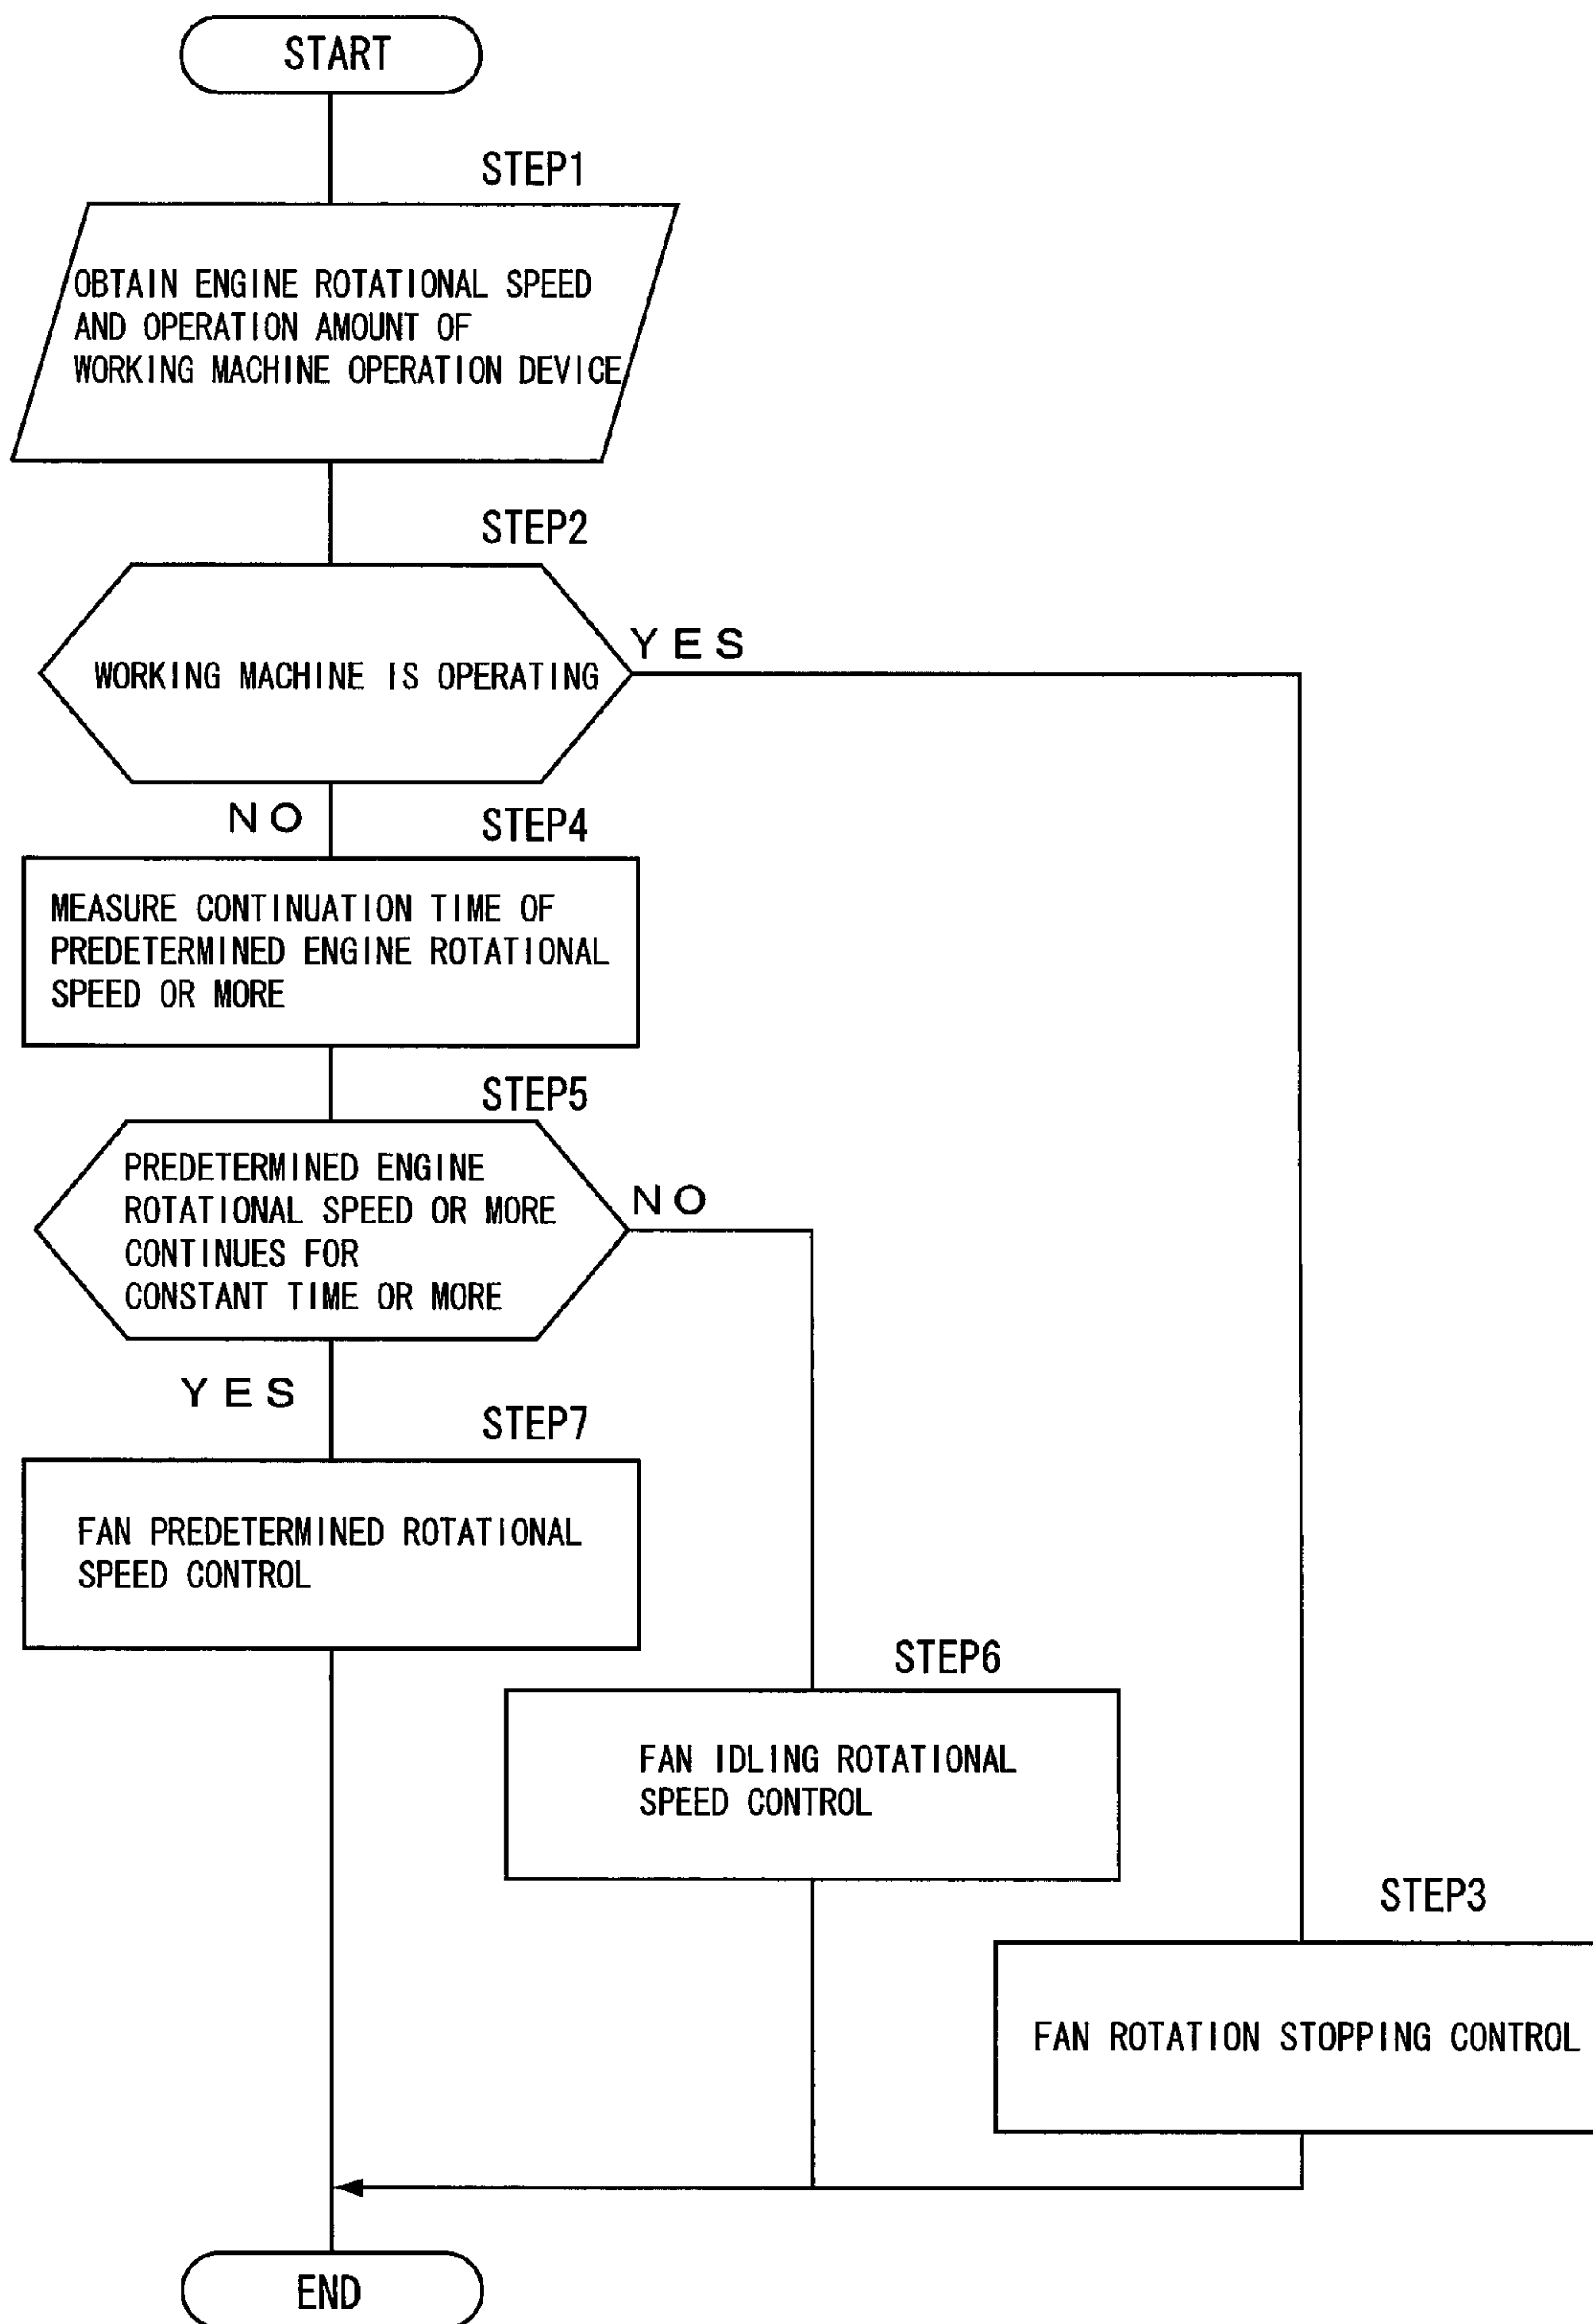 START
STEP1
OBTAIN ENGINE ROTATIONAL SPEED
AND OPERATION AMOUNT OF
WORKING MACHINE OPERATION DEVICE
STEP2
WORKING MACHINE IS OPERATING
YES
NO
STEP4
MEASURE CONTINUATION TIME OF
PREDETERMINED ENGINE ROTATIONAL
SPEED OR MORE
STEP5
PREDETERMINED ENGINE
ROTATIONAL SPEED OR MORE
CONTINUES FOR
CONSTANT TIME OR MORE
NO
YES
STEP7
FAN PREDETERMINED ROTATIONAL
SPEED CONTROL
STEP6
FAN IDLING ROTATIONAL
SPEED CONTROL
STEP3
FAN ROTATION STOPPING CONTROL
END